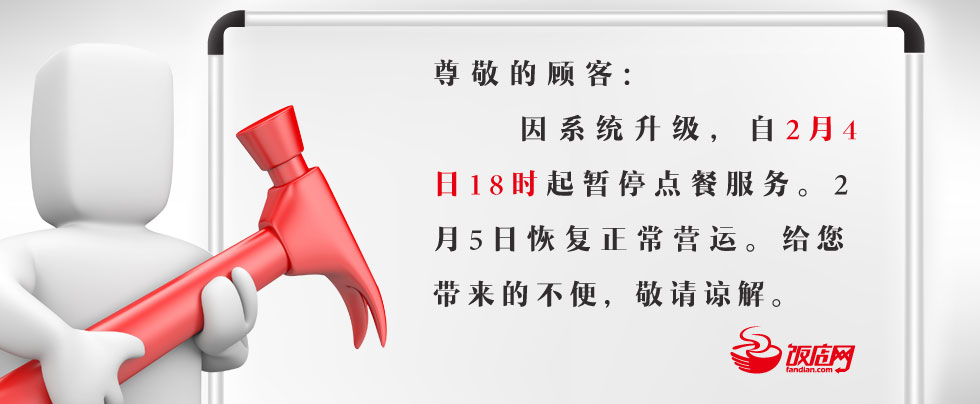 尊敬的顾客：
因系统升级，自2月4
日18时起暂停点餐服务。2
月5日恢复正常营运。给您
带来的不便，敬请谅解。
饭店网
fandian.com